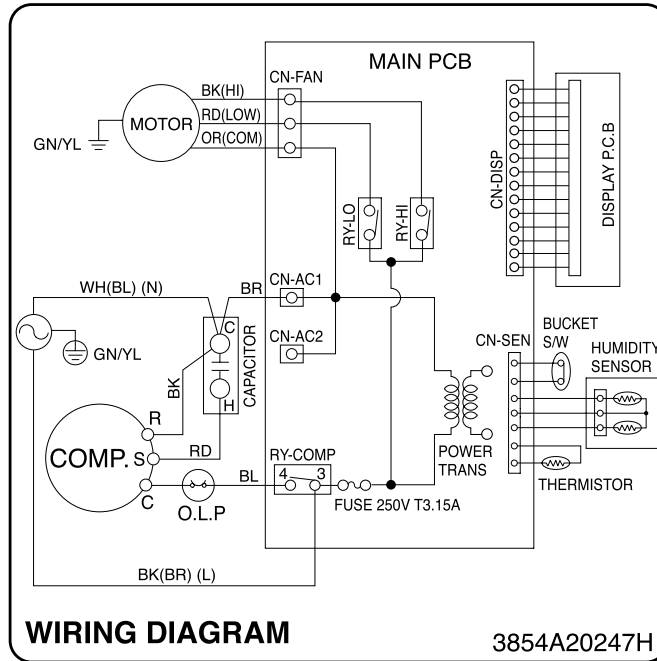 MAIN PCB
CN-FAN
BK(HI)
RD(LOW)
OR(COM)
MOTOR
GN/YL
CN-DISP
DISPLAY P.C.B
RY-LO
RY-HI
WH(BL) (N)
BR
CN-AC1
CN-AC2
C
H
CAPACITOR
GN/YL
BK
CN-SEN
BUCKET
S/W
HUMIDITY
SENSOR
R
COMP.
S
RD
C
BL
O.L.P
RY-COMP
4 3
POWER
TRANS
FUSE 250V T3.15A
THERMISTOR
BK(BR) (L)
WIRING DIAGRAM
3854A20247H